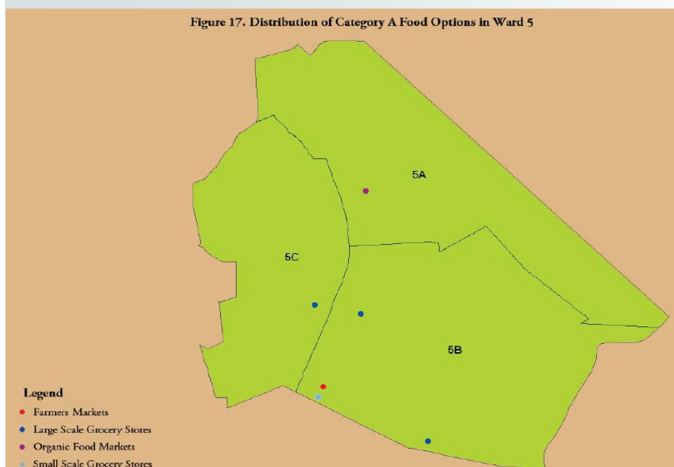 Figure 17. Distribution of Category A Food Options in Ward 5
5A
5C
5B
Legend
Farmers Markets
Large Scale Grocery Stores
Organic Food Markets
Small Scale Grocery Stores